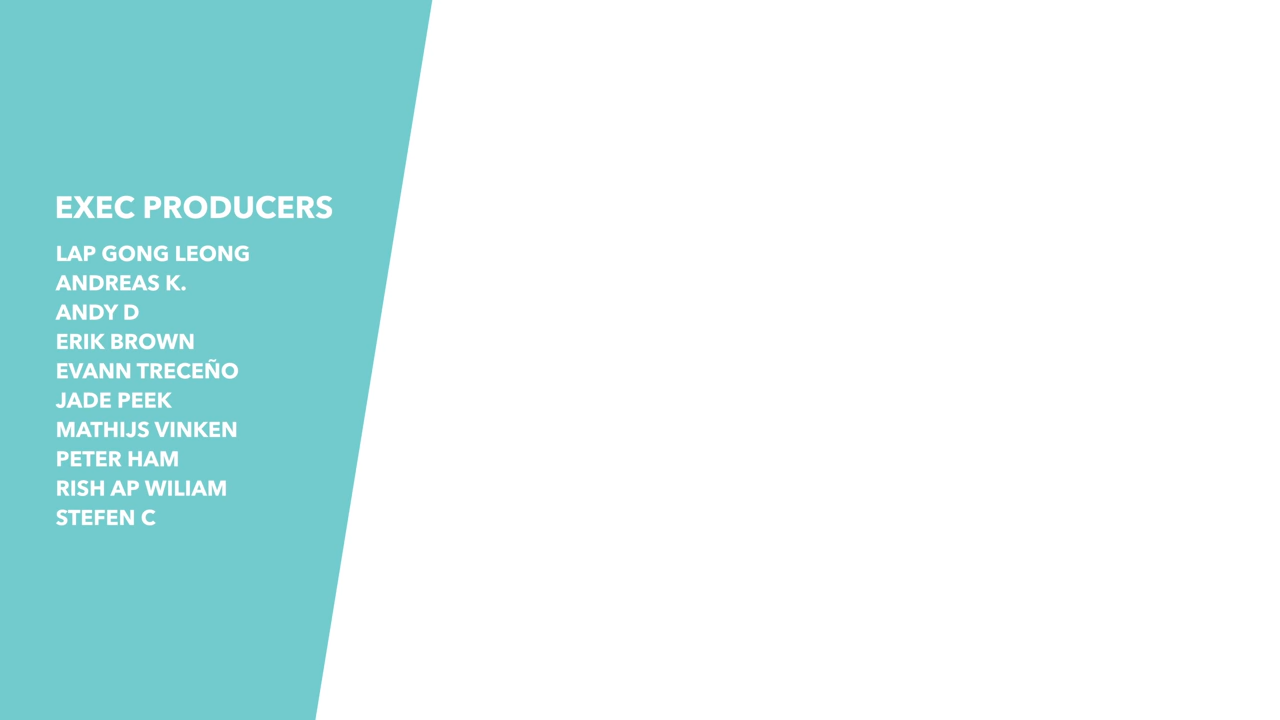 EXEC PRODUCERS
LAP GONG LEONG
ANDREAS K.
ANDY D
ERIK BROWN
EVANN TRECEÑO
JADE PEEK
MATHIJS VINKEN
PETER HAM
RISH AP WILIAM
STEFEN C